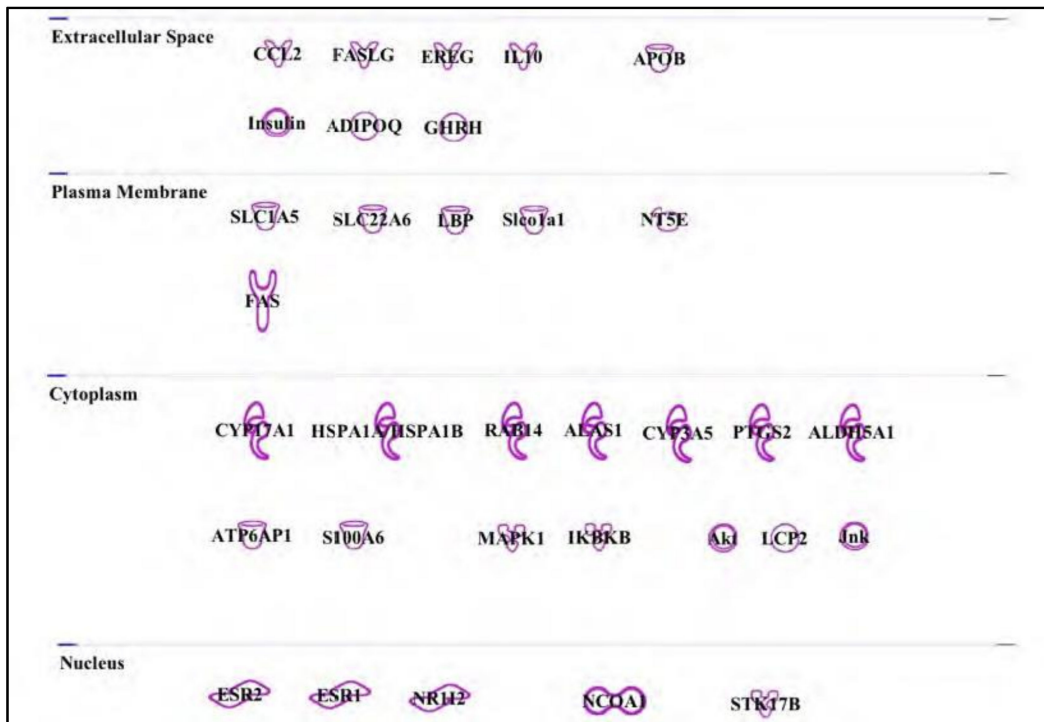 Extracellular Space
CCL2 FASLG EREG IL10 APOB
Insulin ADIPOQ GHRH
Plasma Membrane
SLC1A5 SLC22A6 LBP Slco1a1 NT5E
FAS
Cytoplasm
CYP17A1 HSPA1A/HSPA1B RAB14 ALAS1 CYP3A5 PTGS2 ALDH5A1
ATP6AP1 S100A6 MAPK1 IKBKB Akt LCP2 Jnk
Nucleus
ESR2 ESR1 NR1I2 NCOA1 STK17B